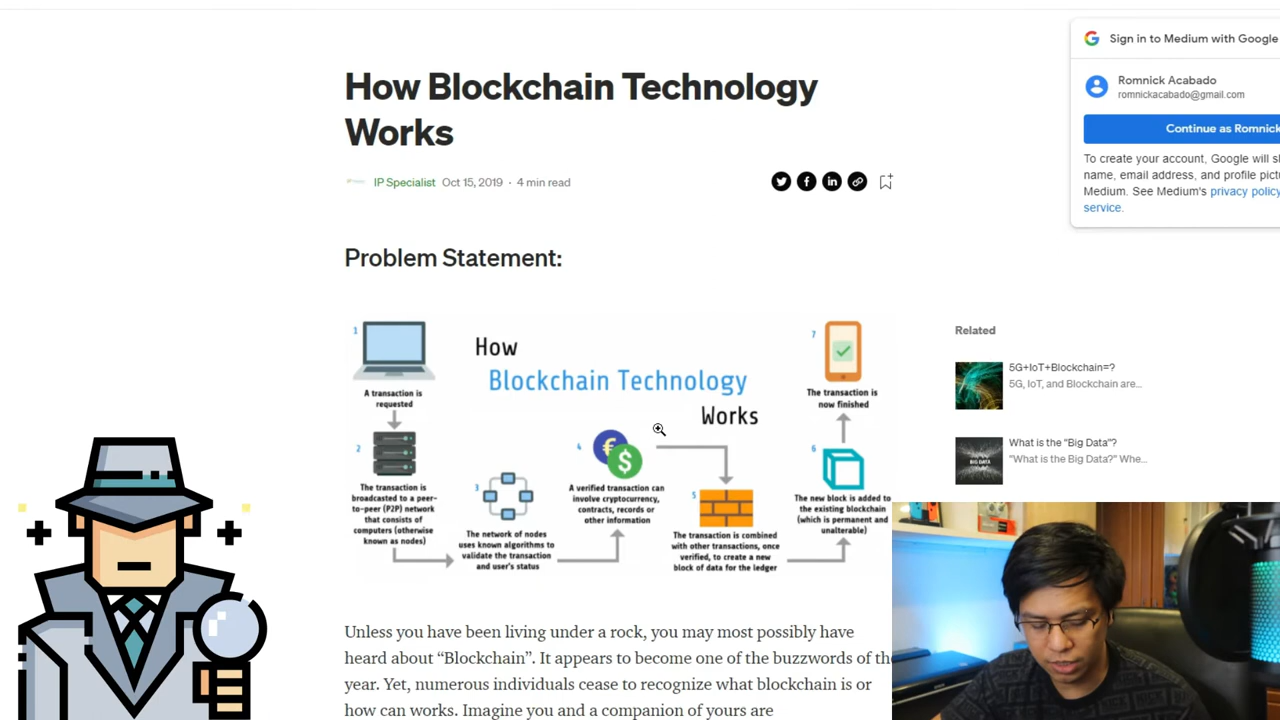 How Blockchain Technology
Works
IP Specialist Oct 15, 2019 · 4 min read
Problem Statement:
How
Blockchain Technology
Works
1
A transaction is
requested
2
The transaction is
broadcasted to a peer-
to-peer (P2P) network
that consists of
computers (otherwise
known as nodes)
3
The network of nodes
uses known algorithms to
validate the transaction
and user's status
4
A verified transaction can
involve cryptocurrency,
contracts, records or
other information
5
The transaction is combined
with other transactions, once
verified, to create a new
block of data for the ledger
6
The new block is added to
the existing blockchain
(which is permanent and
unalterable)
7
The transaction is
now finished
Unless you have been living under a rock, you may most possibly have
heard about “Blockchain”. It appears to become one of the buzzwords of the
year. Yet, numerous individuals cease to recognize what blockchain is or
how can works. Imagine you and a companion of yours are
Sign in to Medium with Google
Romnick Acabado
romnickacabado@gmail.com
Continue as Romnick
To create your account, Google will sh
name, email address, and profile pictu
Medium. See Medium's privacy policy
service.
Related
5G+IoT+Blockchain=?
5G, IoT, and Blockchain are...
What is the "Big Data"?
"What is the Big Data?" Whe...
BIG DATA